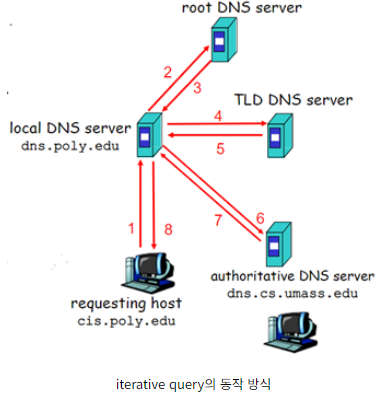 root DNS server
2
3
TLD DNS server
4
5
local DNS server
dns.poly.edu
6
7
1
8
authoritative DNS server
dns.cs.umass.edu
requesting host
cis.poly.edu
iterative query의 동작 방식